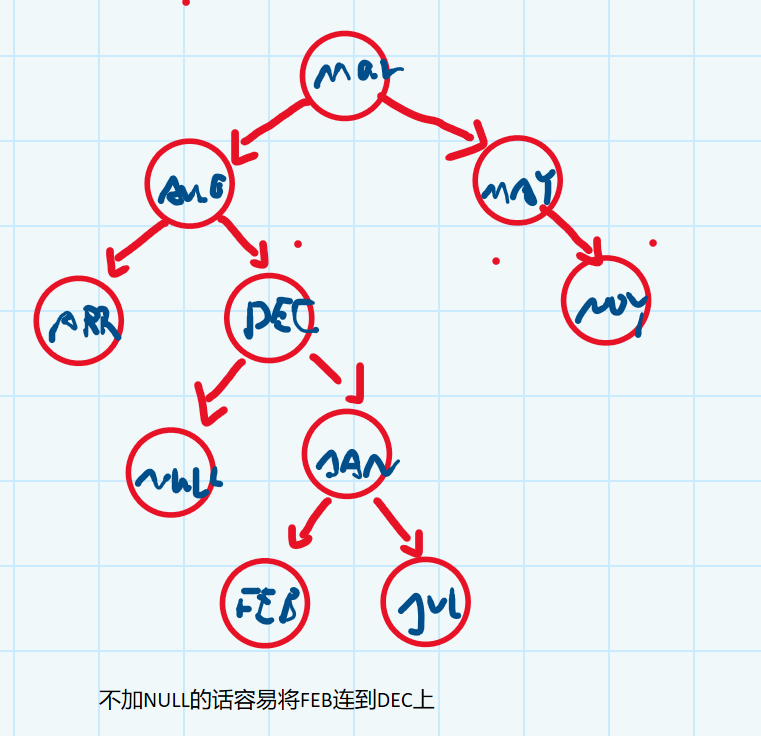 mar
AUG
MAY
APR
DEC
NOV
NULL
JAN
FEB
JUL
不加NULL的话容易将FEB连到DEC上